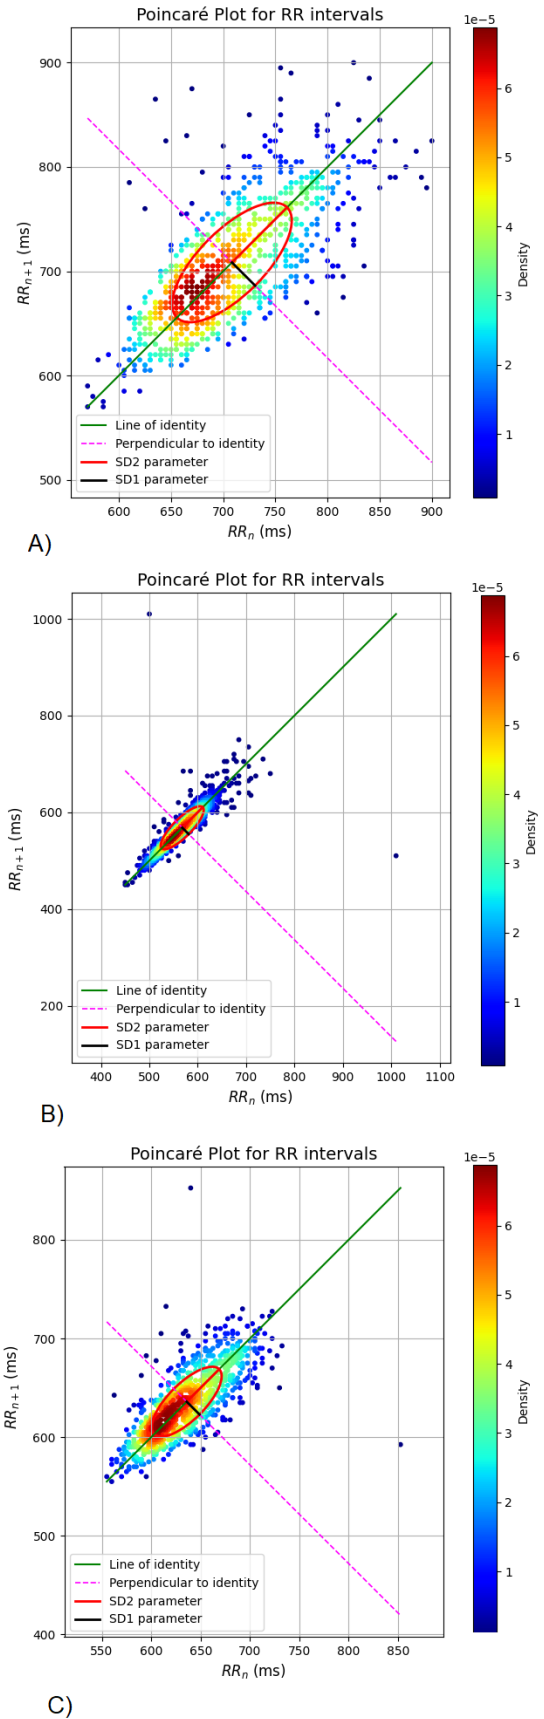 Poincaré Plot for RR intervals
1e−5
900
800
700
600
500
RRn+1 (ms)
600 650 700 750 800 850 900
RRn (ms)
6
5
4
3
2
1
Density
Line of identity
Perpendicular to identity
SD2 parameter
SD1 parameter
A)
Poincaré Plot for RR intervals
1e−5
1000
800
600
400
200
RRn+1 (ms)
400 500 600 700 800 900 1000 1100
RRn (ms)
6
5
4
3
2
1
Density
Line of identity
Perpendicular to identity
SD2 parameter
SD1 parameter
B)
Poincaré Plot for RR intervals
1e−5
800
700
600
500
400
RRn+1 (ms)
550 600 650 700 750 800 850
RRn (ms)
6
5
4
3
2
1
Density
Line of identity
Perpendicular to identity
SD2 parameter
SD1 parameter
C)